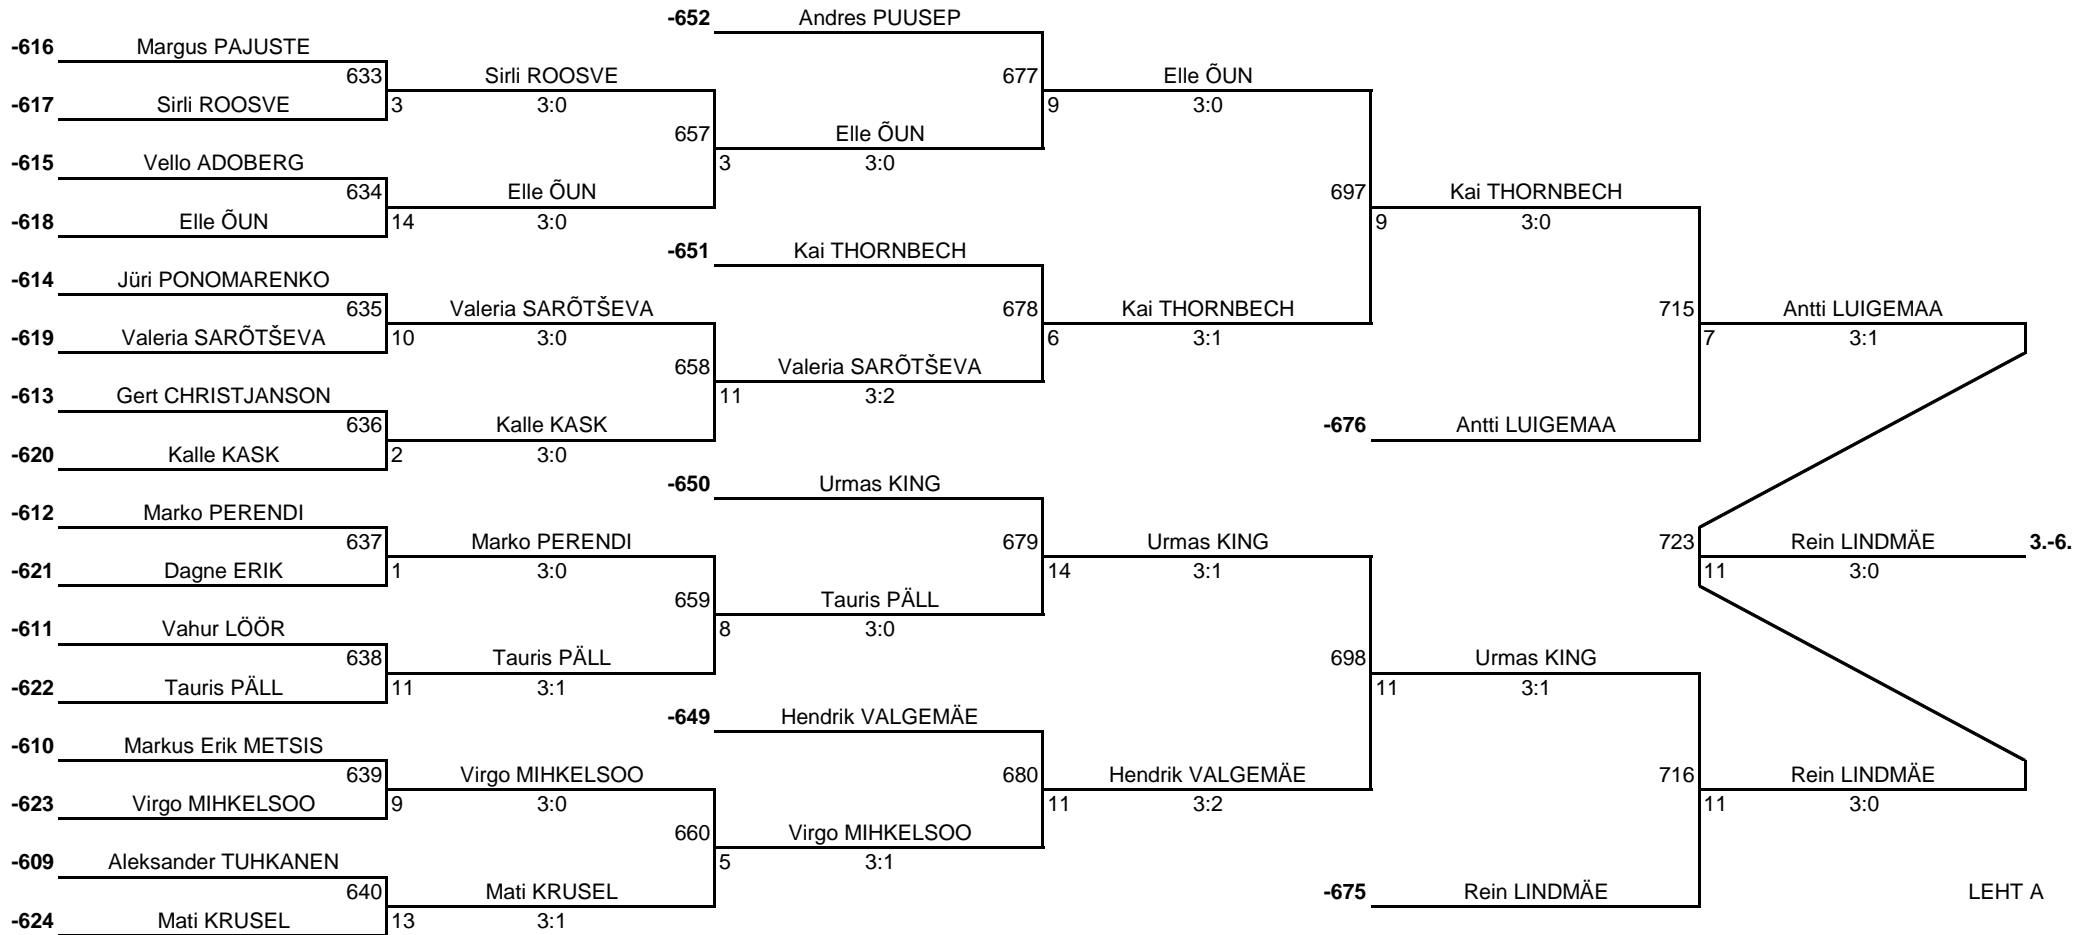 -652 Andres PUUSEP
-616 Margus PAJUSTE
633 Sirli ROOSVE 677 Elle ÕUN
-617 Sirli ROOSVE 3 3:0 9 3:0
657 Elle ÕUN
-615 Vello ADOBERG 3 3:0
634 Elle ÕUN 697 Kai THORNBECH
-618 Elle ÕUN 14 3:0 9 3:0
-651 Kai THORNBECH
-614 Jüri PONOMARENKO
635 Valeria SARÕTŠEVA 678 Kai THORNBECH 715 Antti LUIGEMAA
-619 Valeria SARÕTŠEVA 10 3:0 6 3:1 7 3:1
658 Valeria SARÕTŠEVA
-613 Gert CHRISTJANSON 11 3:2
636 Kalle KASK -676 Antti LUIGEMAA
-620 Kalle KASK 2 3:0
-650 Urmas KING
-612 Marko PERENDI
637 Marko PERENDI 679 Urmas KING 723 Rein LINDMÄE 3.-6.
-621 Dagne ERIK 1 3:0 14 3:1 11 3:0
659 Tauris PÄLL
-611 Vahur LÖÖR 8 3:0
638 Tauris PÄLL 698 Urmas KING
-622 Tauris PÄLL 11 3:1 11 3:1
-649 Hendrik VALGEMÄE
-610 Markus Erik METSIS
639 Virgo MIHKELSOO 680 Hendrik VALGEMÄE 716 Rein LINDMÄE
-623 Virgo MIHKELSOO 9 3:0 11 3:2 11 3:0
660 Virgo MIHKELSOO
-609 Aleksander TUHKANEN 5 3:1
640 Mati KRUSEL -675 Rein LINDMÄE LEHT A
-624 Mati KRUSEL 13 3:1